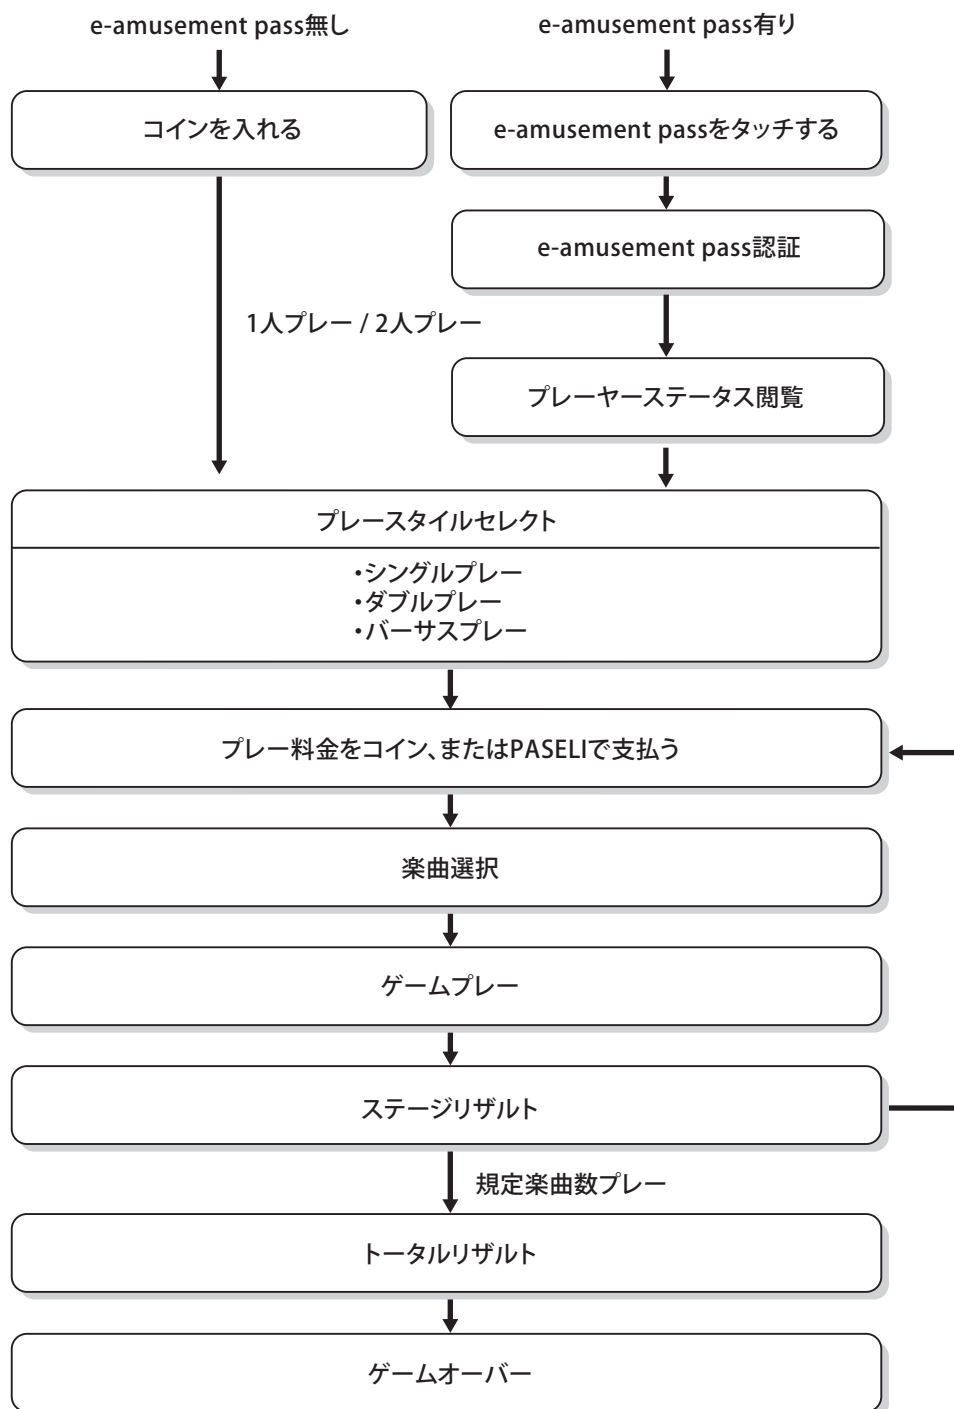 e-amusement pass無し
e-amusement pass有り
コインを入れる
e-amusement passをタッチする
e-amusement pass認証
1人プレー / 2人プレー
プレーヤーステータス閲覧
プレースタイルセレクト
・シングルプレー
・ダブルプレー
・バーサスプレー
プレー料金をコイン、またはPASELIで支払う
楽曲選択
ゲームプレー
ステージリザルト
規定楽曲数プレー
トータルリザルト
ゲームオーバー